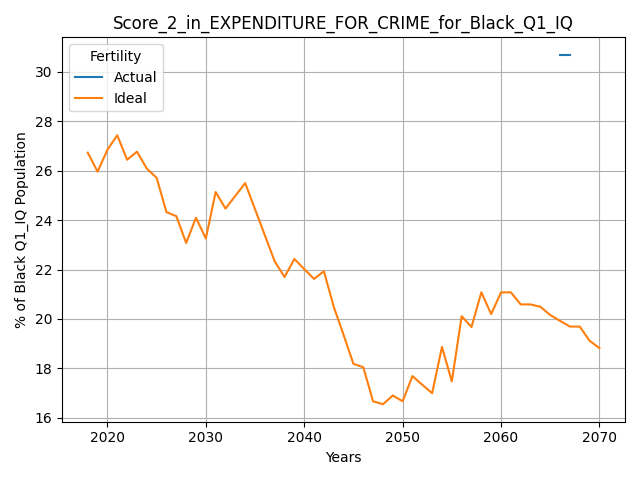 Score_2_in_EXPENDITURE_FOR_CRIME_for_Black_Q1_IQ
Fertility
Actual
Ideal
% of Black Q1_IQ Population
30
28
26
24
22
20
18
16
2020 2030 2040 2050 2060 2070
Years